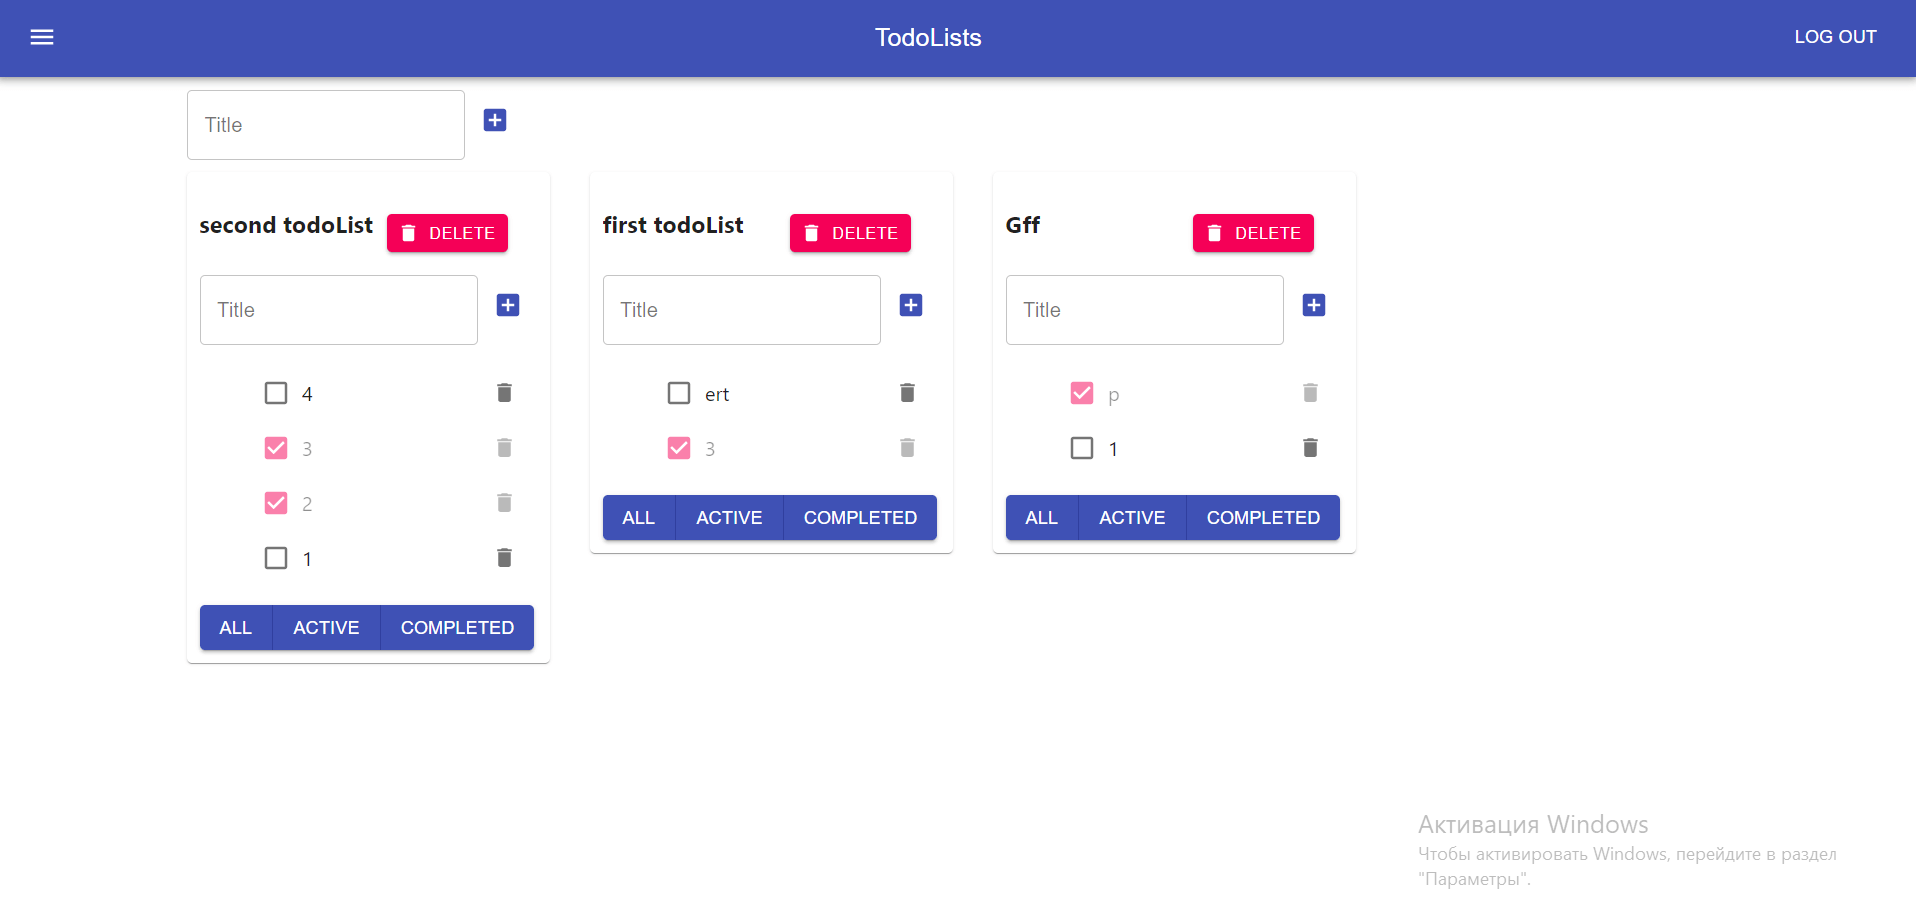 TodoLists
LOG OUT
Title
second todoList
DELETE
Title
4
3
2
1
ALL
ACTIVE
COMPLETED
first todoList
DELETE
Title
ert
3
ALL
ACTIVE
COMPLETED
Gff
DELETE
Title
p
1
ALL
ACTIVE
COMPLETED
Активация Windows
Чтобы активировать Windows, перейдите в раздел
"Параметры".